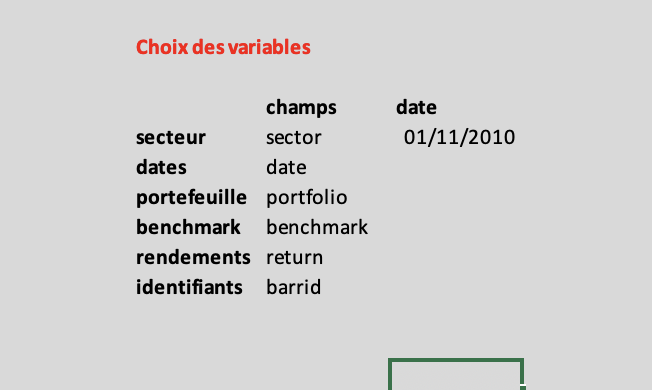 Choix des variables
champs date
secteur sector 01/11/2010
dates date
portefeuille portfolio
benchmark benchmark
rendements return
identifiants barrid